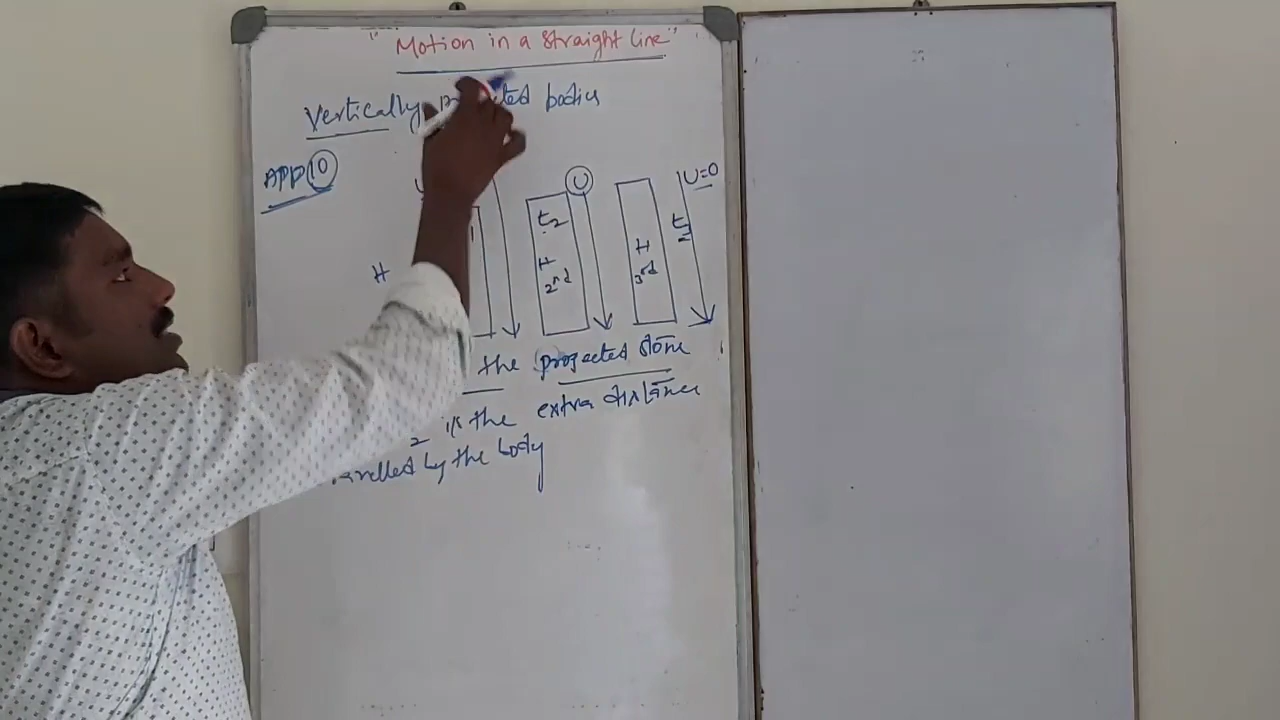 " Motion in a straight line "
Vertically projected bodies
APP 10
U
t2
H
2nd
H
3rd
t3
U=0
H
the projected stone
2 is the extra distance
travelled by the body